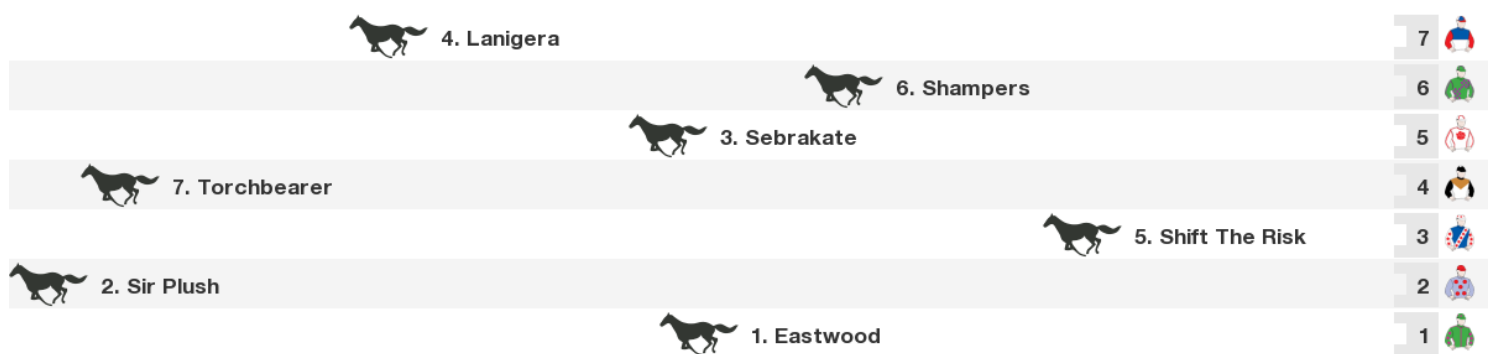 4. Lanigera 7
6. Shampers 6
3. Sebrakate 5
7. Torchbearer 4
5. Shift The Risk 3
2. Sir Plush 2
1. Eastwood 1